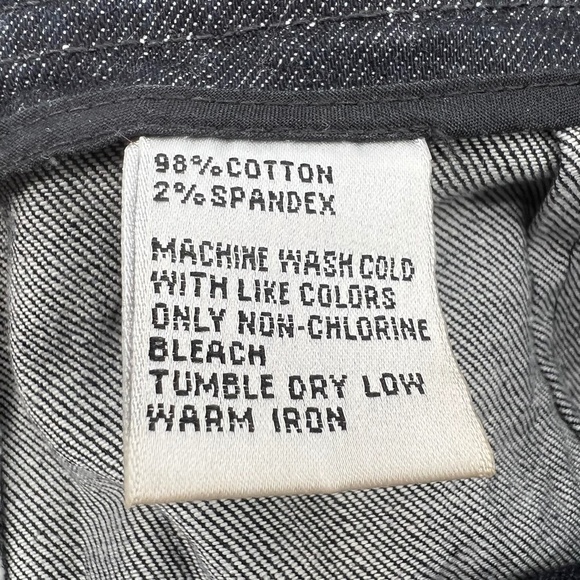 98% COTTON
2% SPANDEX
MACHINE WASH COLD
WITH LIKE COLORS
ONLY NON-CHLORINE
BLEACH
TUMBLE DRY LOW
WARM IRON